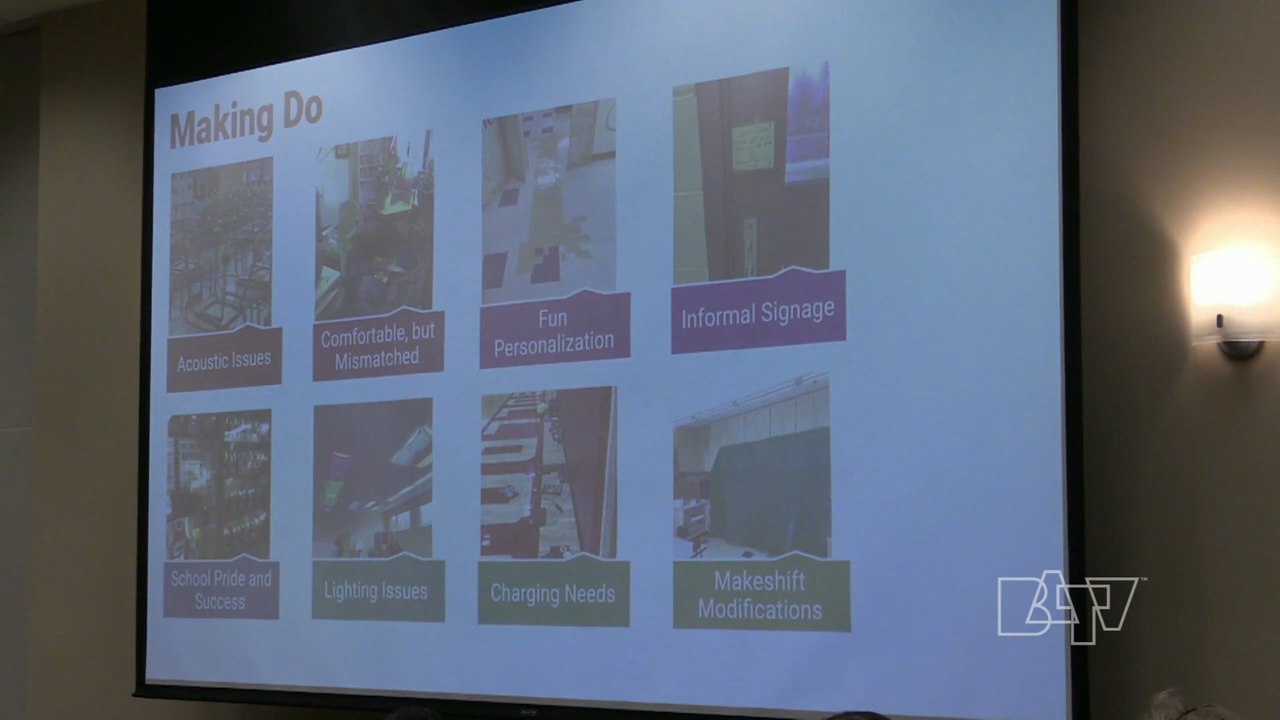 Making Do
Acoustic Issues
Comfortable, but
Mismatched
Fun
Personalization
Informal Signage
School Pride and
Success
Lighting Issues
Charging Needs
Makeshift
Modifications
BATV